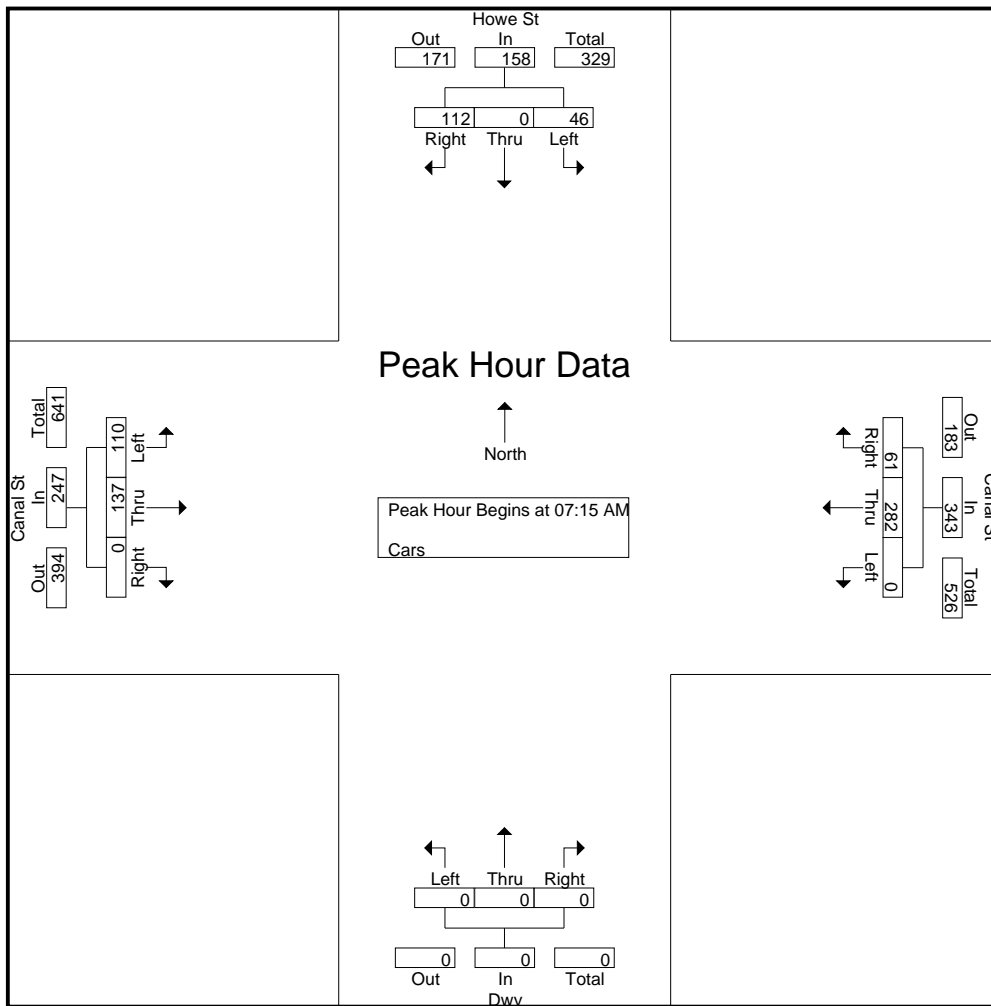 Howe St
Out In Total
171 158 329
112 0 46
Right Thru Left
Peak Hour Data
North
Peak Hour Begins at 07:15 AM
Cars
Canal St
Total In Out
641 247 394
110 137 0
Left Thru Right
Canal St
Out In Total
183 343 526
61 282 0
Right Thru Left
Left Thru Right
0 0 0
0 0 0
Out In Total
Dwy